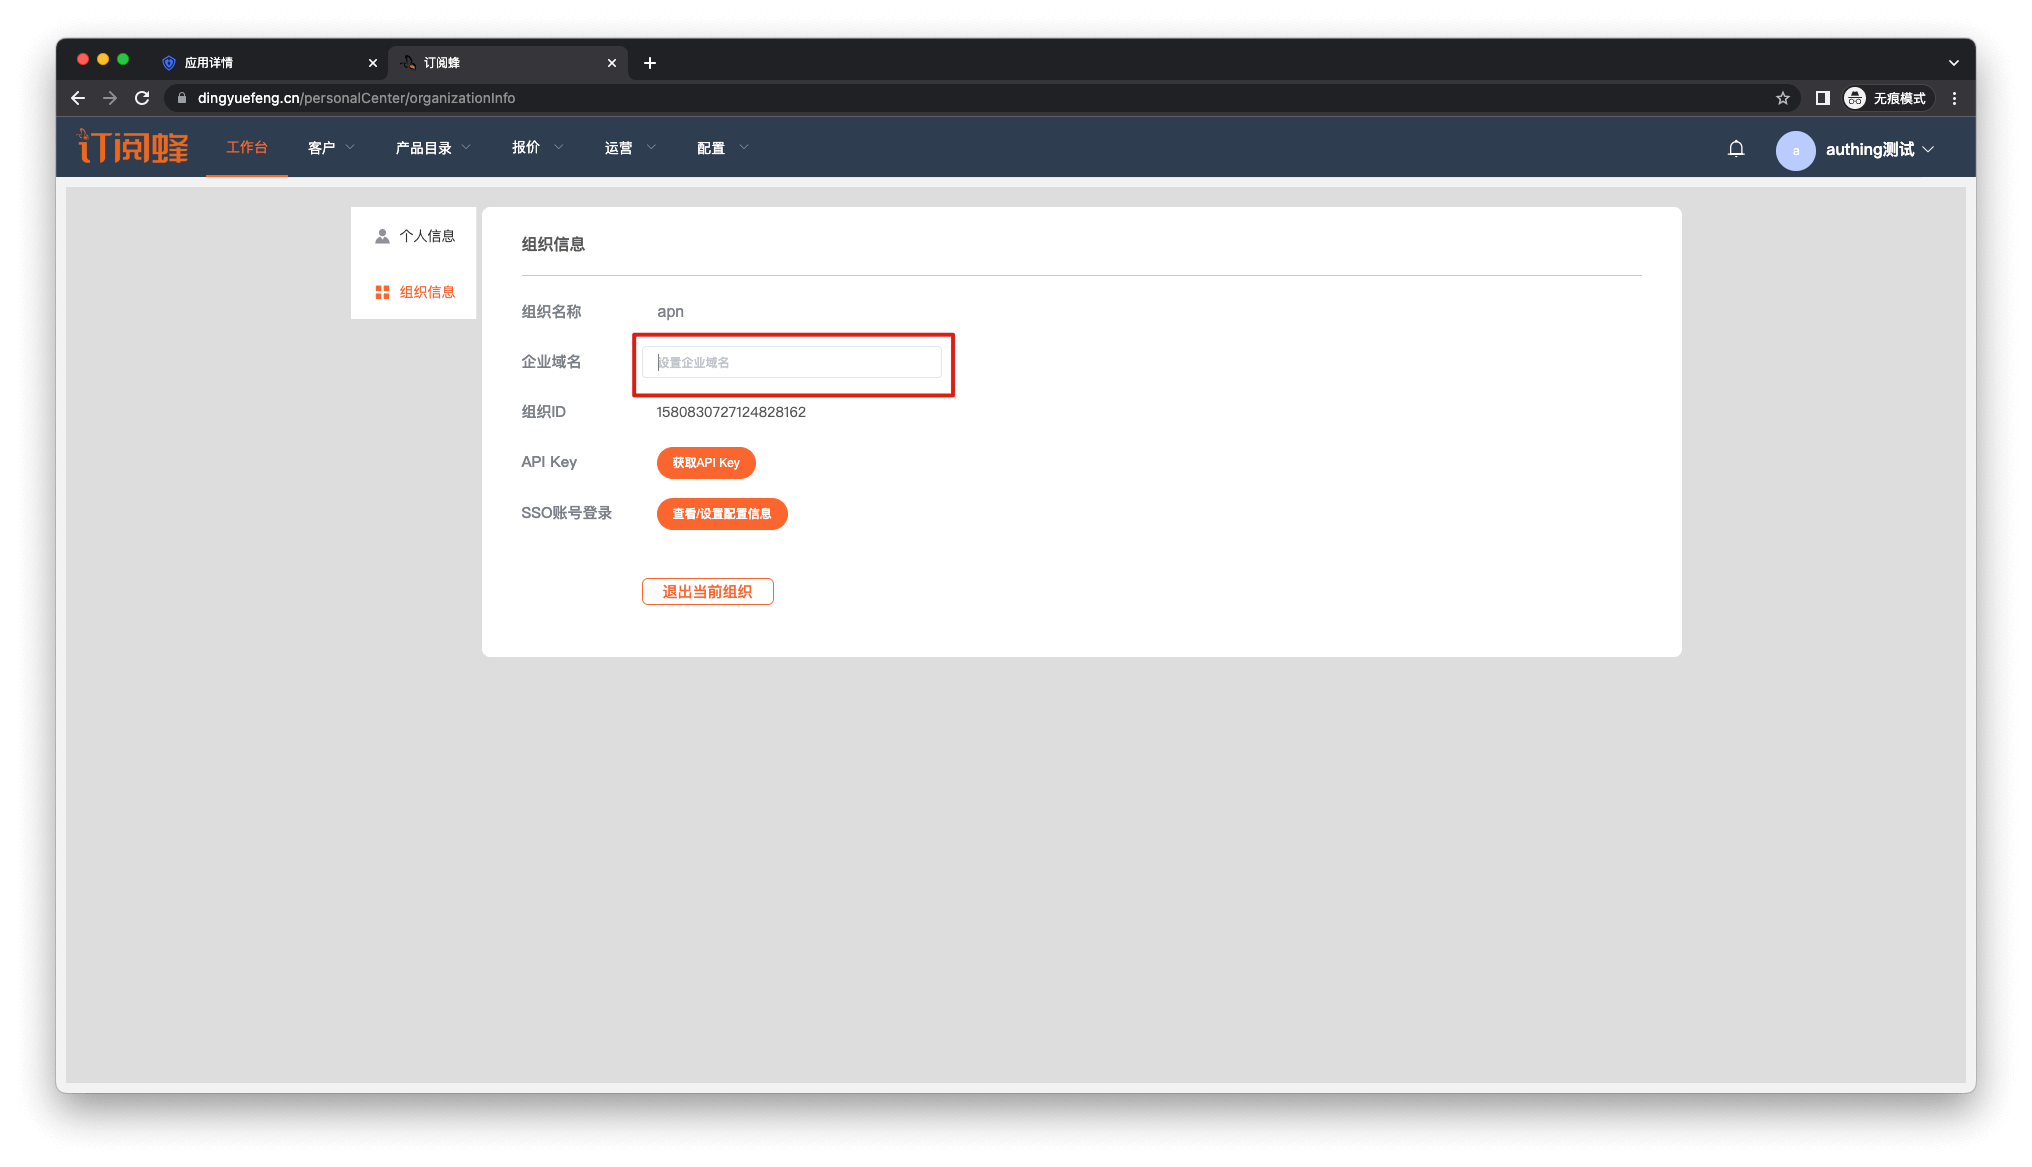 应用详情
订阅蜂
dingyuefeng.cn/personalCenter/organizationInfo
无痕模式
订阅蜂
工作台
客户
产品目录
报价
运营
配置
a
authing测试
个人信息
组织信息
组织信息
组织名称 apn
企业域名 设置企业域名
组织ID 1580830727124828162
API Key 获取API Key
SSO账号登录 查看/设置配置信息
退出当前组织